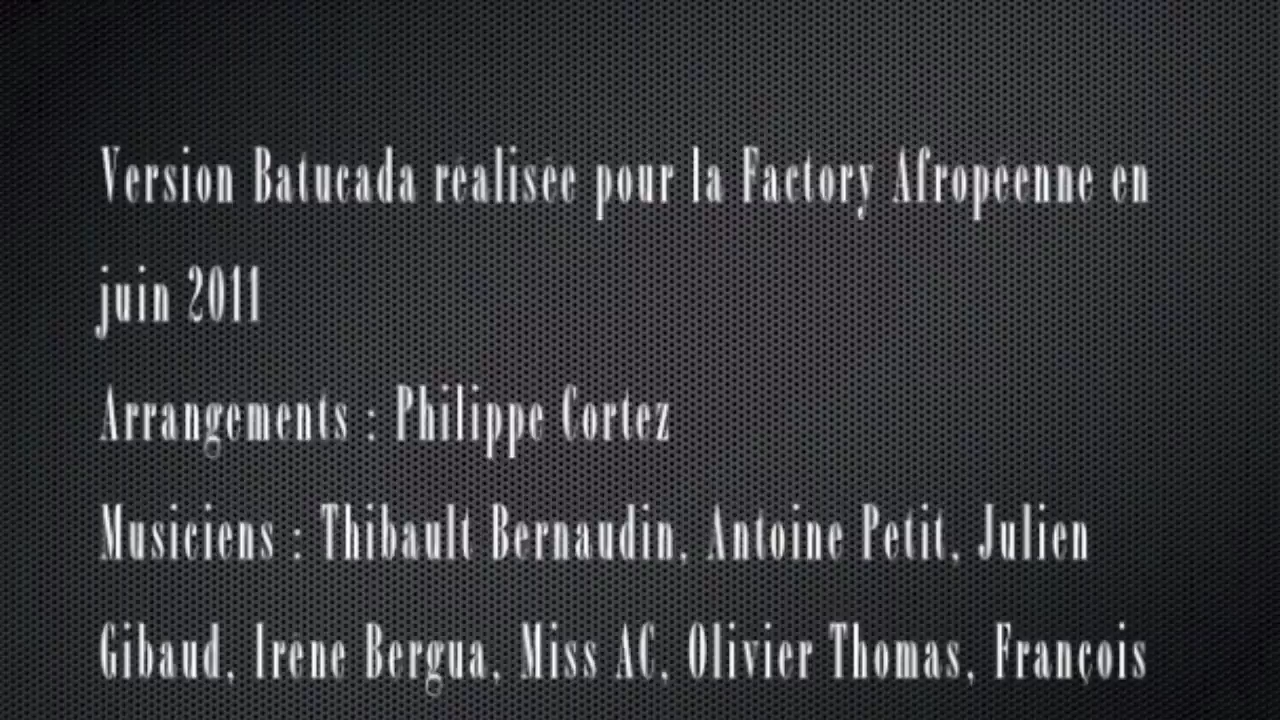 Version Batucada realisee pour la Factory Afropeenne en
juin 2011
Arrangements : Philippe Cortez
Musiciens : Thibault Bernaudin, Antoine Petit, Julien
Gibaud, Irene Bergua, Miss AC, Olivier Thomas, François